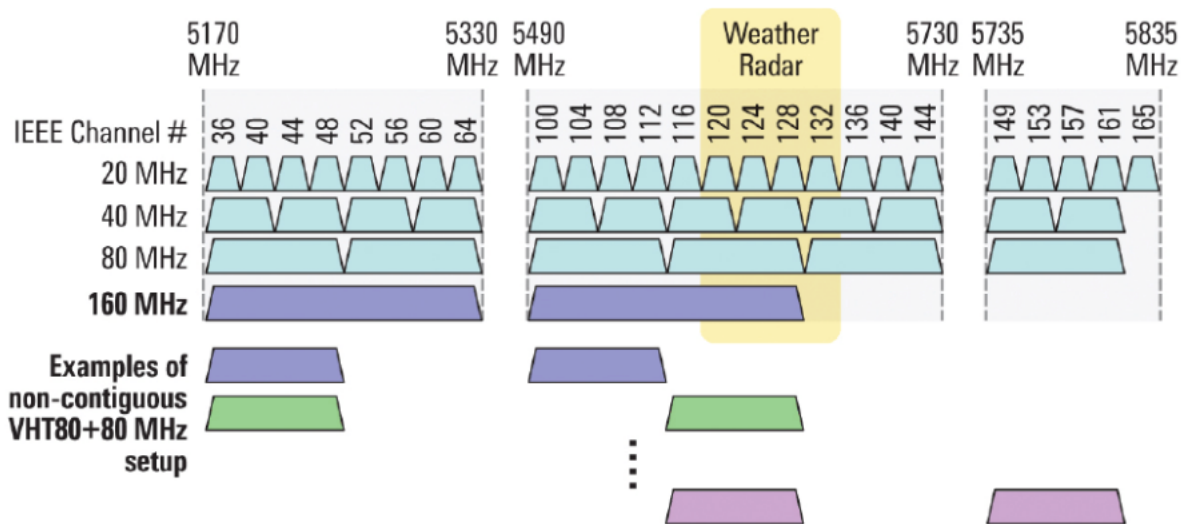 5170 MHz
5330 MHz
5490 MHz
Weather Radar
5730 MHz
5735 MHz
5835 MHz
IEEE Channel # 36 40 44 48 52 56 60 64 100 104 108 112 116 120 124 128 132 136 140 144 149 153 157 161 165
20 MHz
40 MHz
80 MHz
160 MHz
Examples of
non-contiguous
VHT80+80 MHz
setup